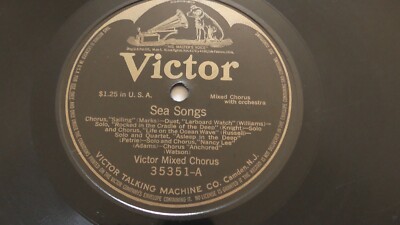 "HIS MASTER'S VOICE"
Victor
$1.25 in U.S.A.
Mixed Chorus
with orchestra
Sea Songs
Chorus, "Sailing" (Marks)—Duet, "Larboard Watch" (Williams)—
Solo, "Rocked in the Cradle of the Deep" (Knight)—Solo
and Chorus, "Life on the Ocean Wave" (Russell)—
Solo and Quartet, "Asleep in the Deep"
(Petrie)—Solo and Chorus, "Nancy Lee"
(Adams)—Chorus "Anchored"
(Watson)
Victor Mixed Chorus
35351-A
VICTOR TALKING MACHINE CO. Camden, N.J.